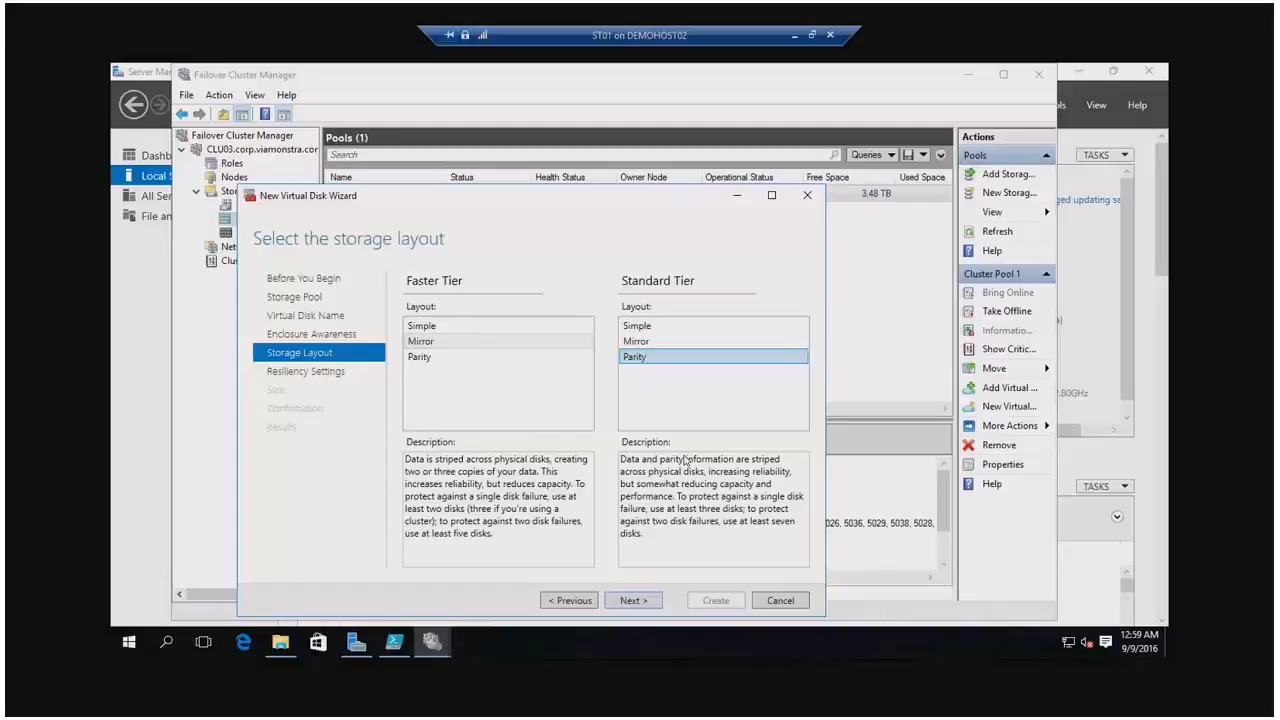 ST01 on DEMOHOST02
Server Ma
Failover Cluster Manager
File Action View Help
View Help
Failover Cluster Manager
CLU03.corp.viamonstra.cor
Roles
Nodes
Stor
Net
Clus
Dashb
Local S
All Ser
File an
Pools (1)
Search
Queries
Name Status Health Status Owner Node Operational Status Free Space Used Space
3.48 TB
Actions
Pools
Add Storag...
New Storag...
View
Refresh
Help
Cluster Pool 1
Bring Online
Take Offline
Informatio...
Show Critic...
Move
Add Virtual ...
New Virtual...
More Actions
Remove
Properties
Help
TASKS
ged updating se
.80GHz
TASKS
026, 5036, 5029, 5038, 5028,
New Virtual Disk Wizard
Select the storage layout
Before You Begin
Storage Pool
Virtual Disk Name
Enclosure Awareness
Storage Layout
Resiliency Settings
Size
Confirmation
Results
Faster Tier
Layout:
Simple
Mirror
Parity
Description:
Data is striped across physical disks, creating
two or three copies of your data. This
increases reliability, but reduces capacity. To
protect against a single disk failure, use at
least two disks (three if you're using a
cluster); to protect against two disk failures,
use at least five disks.
Standard Tier
Layout:
Simple
Mirror
Parity
Description:
Data and parity information are striped
across physical disks, increasing reliability,
but somewhat reducing capacity and
performance. To protect against a single disk
failure, use at least three disks; to protect
against two disk failures, use at least seven
disks.
< Previous
Next >
Create
Cancel
12:59 AM
9/9/2016